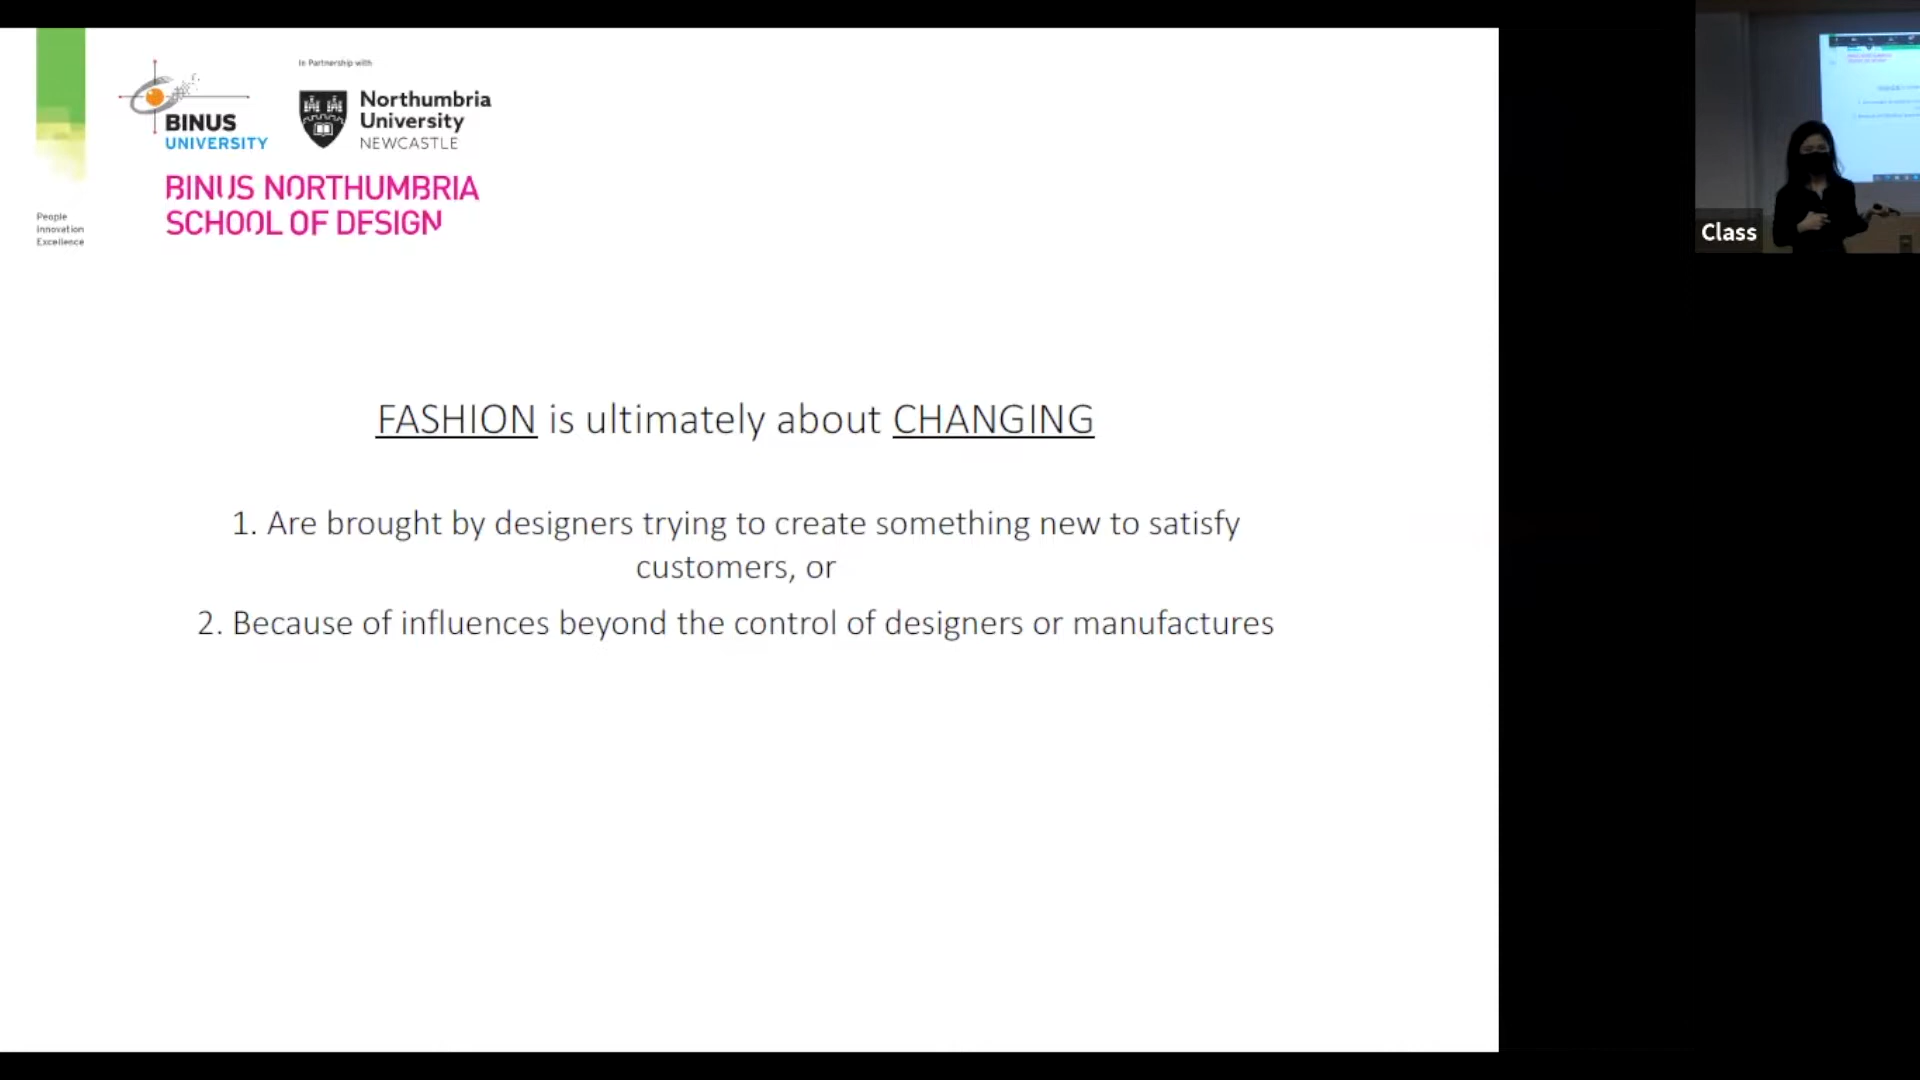 In Partnership with
BINUS
UNIVERSITY
Northumbria
University
NEWCASTLE
BINUS NORTHUMBRIA
SCHOOL OF DESIGN
People
Innovation
Excellence
Class
FASHION is ultimately about CHANGING
1. Are brought by designers trying to create something new to satisfy
customers, or
2. Because of influences beyond the control of designers or manufactures